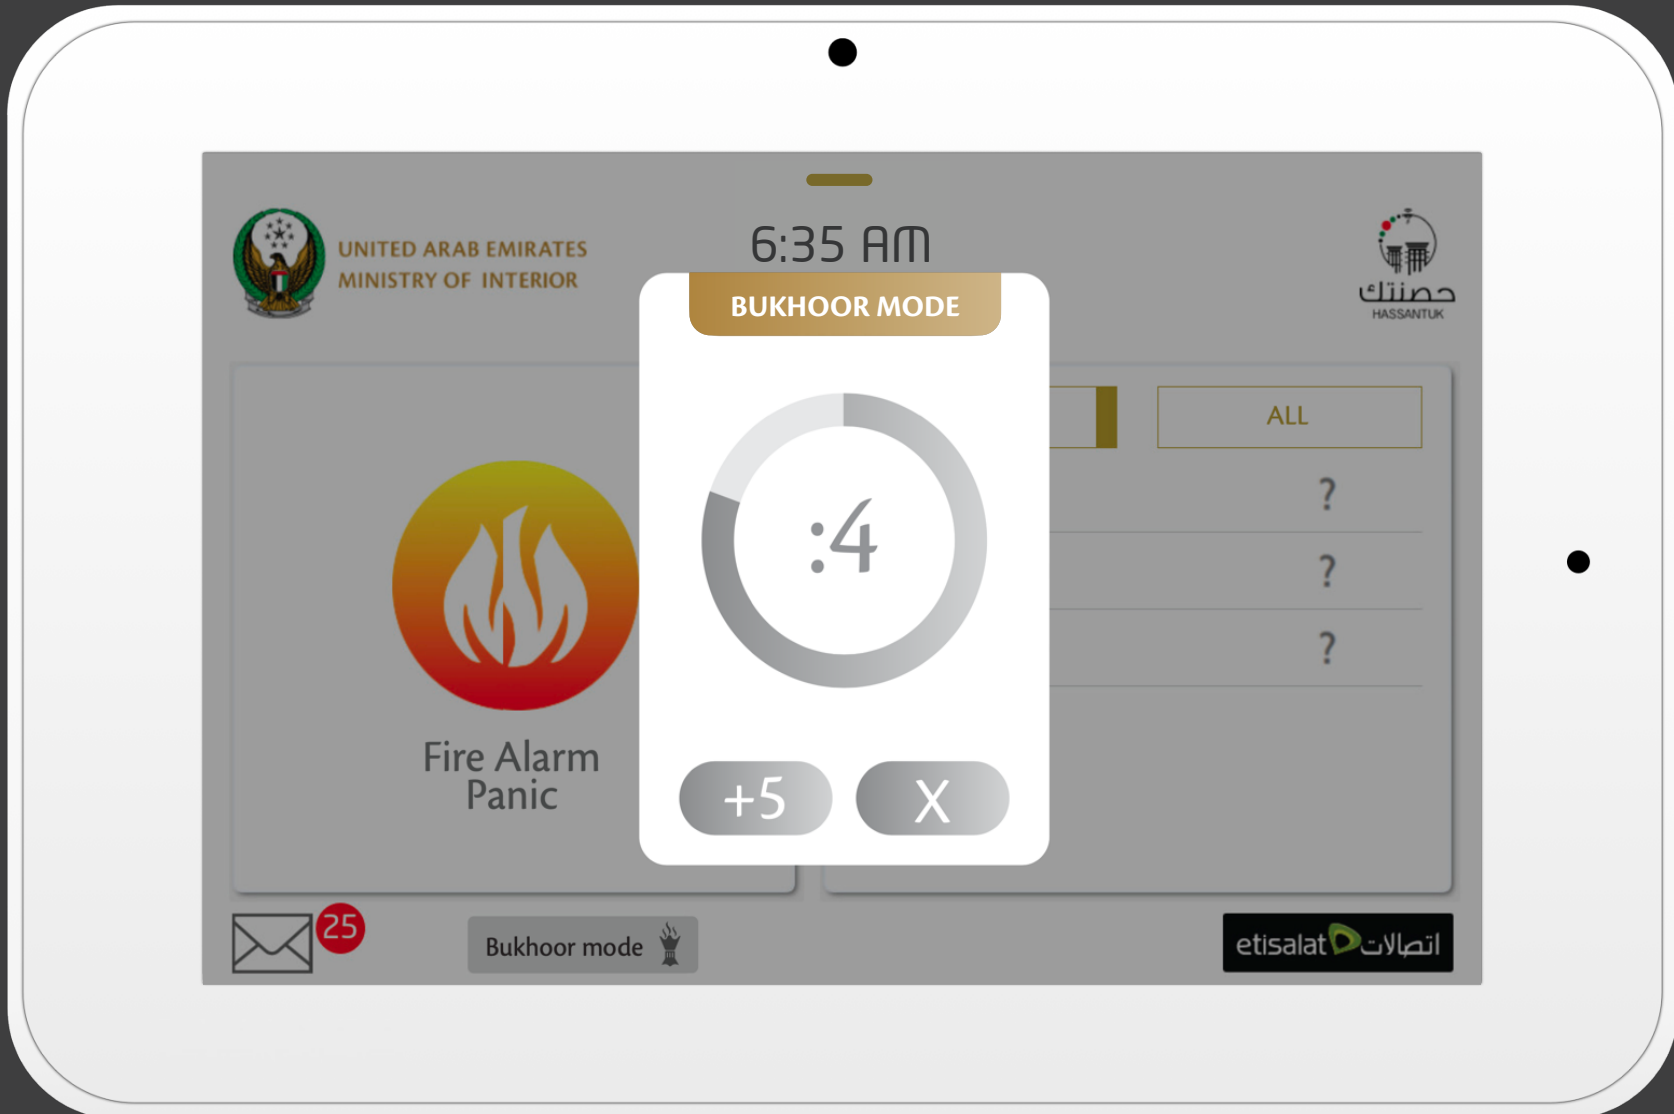 UNITED ARAB EMIRATES
MINISTRY OF INTERIOR
6:35 AM
حصنتك
HASSANTUK
BUKHOOR MODE
ALL
?
:4
?
?
Fire Alarm
Panic
+5
X
25
Bukhoor mode
etisalat اتصالات